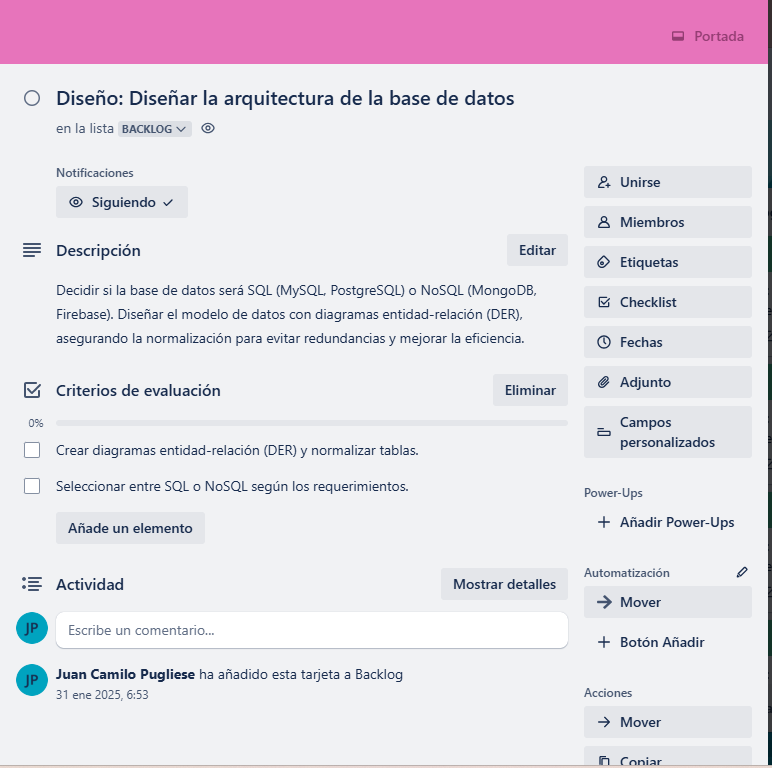 Portada
Diseño: Diseñar la arquitectura de la base de datos
en la lista BACKLOG
Notificaciones
Siguiendo
Descripción
Editar
Decidir si la base de datos será SQL (MySQL, PostgreSQL) o NoSQL (MongoDB,
Firebase). Diseñar el modelo de datos con diagramas entidad-relación (DER),
asegurando la normalización para evitar redundancias y mejorar la eficiencia.
Criterios de evaluación
Eliminar
0%
Crear diagramas entidad-relación (DER) y normalizar tablas.
Seleccionar entre SQL o NoSQL según los requerimientos.
Añade un elemento
Actividad
Mostrar detalles
JP
Escribe un comentario...
JP
Juan Camilo Pugliese ha añadido esta tarjeta a Backlog
31 ene 2025, 6:53
Unirse
Miembros
Etiquetas
Checklist
Fechas
Adjunto
Campos
personalizados
Power-Ups
Añadir Power-Ups
Automatización
Mover
Botón Añadir
Acciones
Mover
Copiar